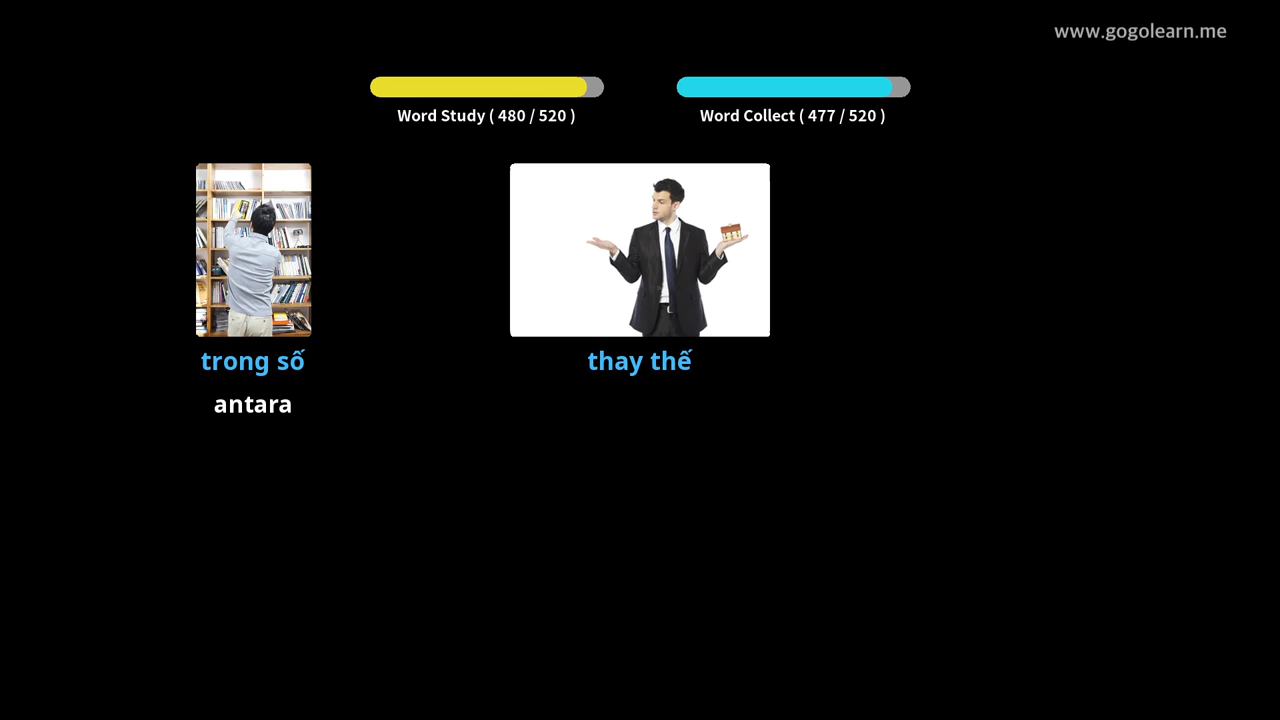 www.gogolearn.me
Word Study ( 480 / 520 )
Word Collect ( 477 / 520 )
trong số
thay thế
antara